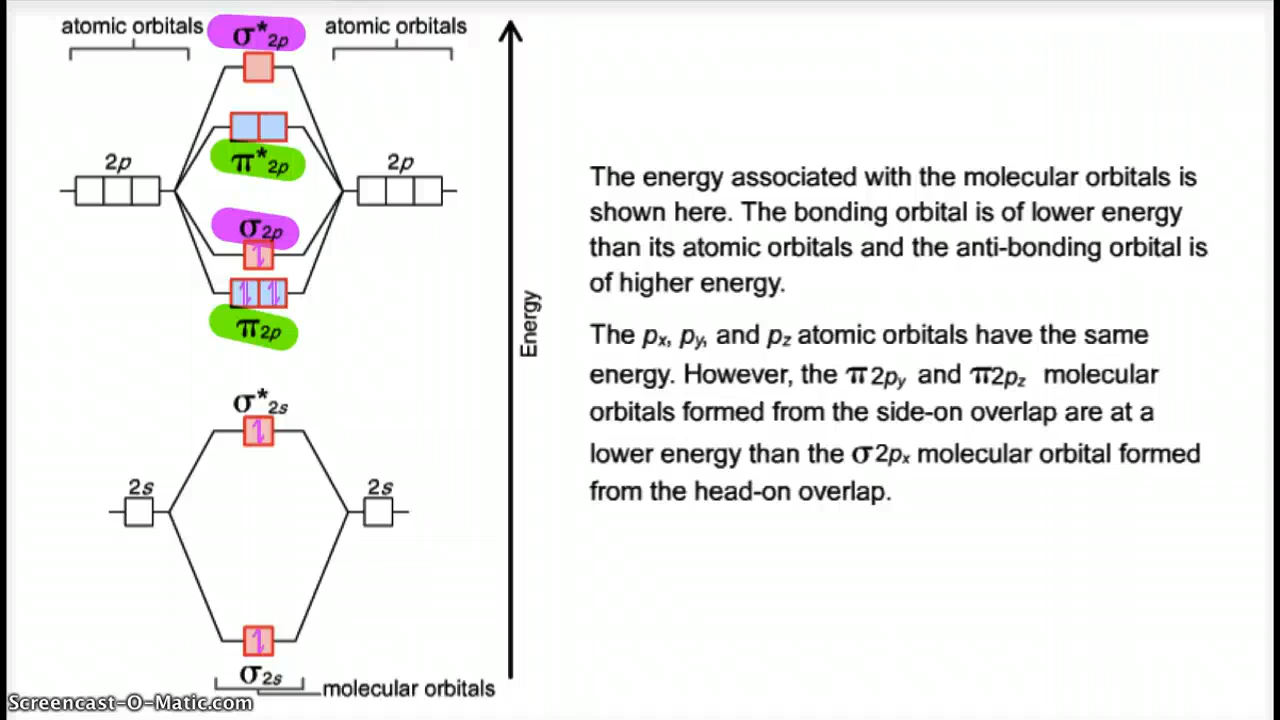 atomic orbitals
σ*2p
atomic orbitals
π*2p
2p
2p
σ2p
π2p
Energy
σ*2s
2s
2s
σ2s
molecular orbitals
The energy associated with the molecular orbitals is
shown here. The bonding orbital is of lower energy
than its atomic orbitals and the anti-bonding orbital is
of higher energy.
The px, py, and pz atomic orbitals have the same
energy. However, the π2py and π2pz molecular
orbitals formed from the side-on overlap are at a
lower energy than the σ2px molecular orbital formed
from the head-on overlap.
Screencast-O-Matic.com